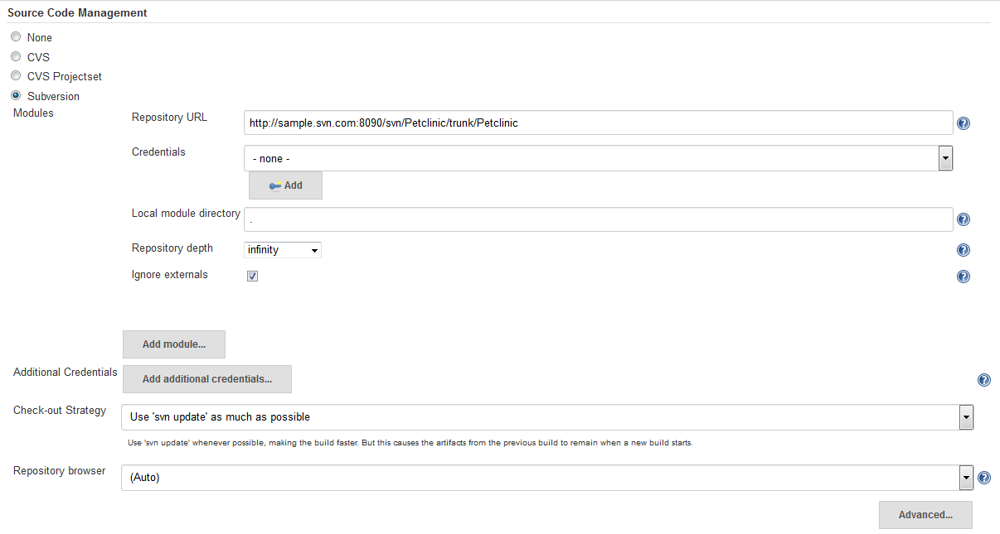 Source Code Management
None
CVS
CVS Projectset
Subversion
Modules
Repository URL
http://sample.svn.com:8090/svn/Petclinic/trunk/Petclinic
Credentials
- none -
Add
Local module directory
.
Repository depth
infinity
Ignore externals
Add module...
Additional Credentials
Add additional credentials...
Check-out Strategy
Use 'svn update' as much as possible
Use 'svn update' whenever possible, making the build faster. But this causes the artifacts from the previous build to remain when a new build starts.
Repository browser
(Auto)
Advanced...